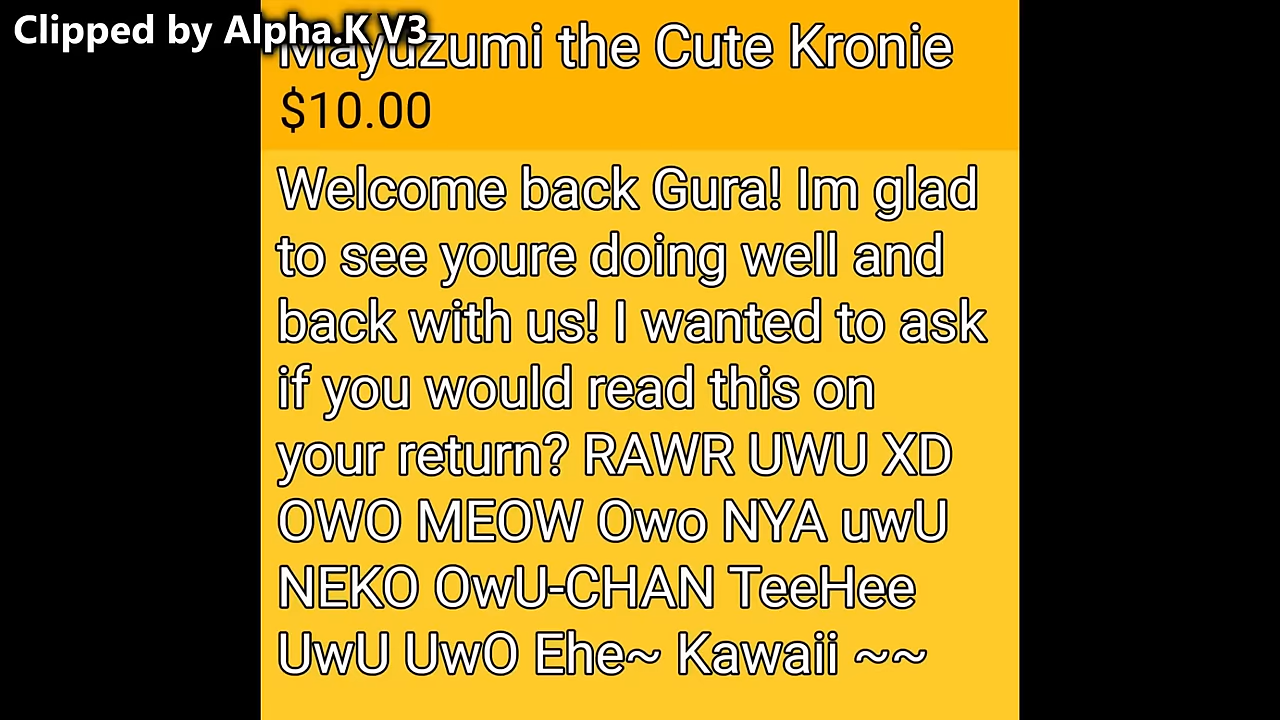 Clipped by Alpha.K V3
Mayuzumi the Cute Kronie
$10.00
Welcome back Gura! Im glad
to see youre doing well and
back with us! I wanted to ask
if you would read this on
your return? RAWR UWU XD
OWO MEOW Owo NYA uwU
NEKO OwU-CHAN TeeHee
UwU UwO Ehe~ Kawaii ~~